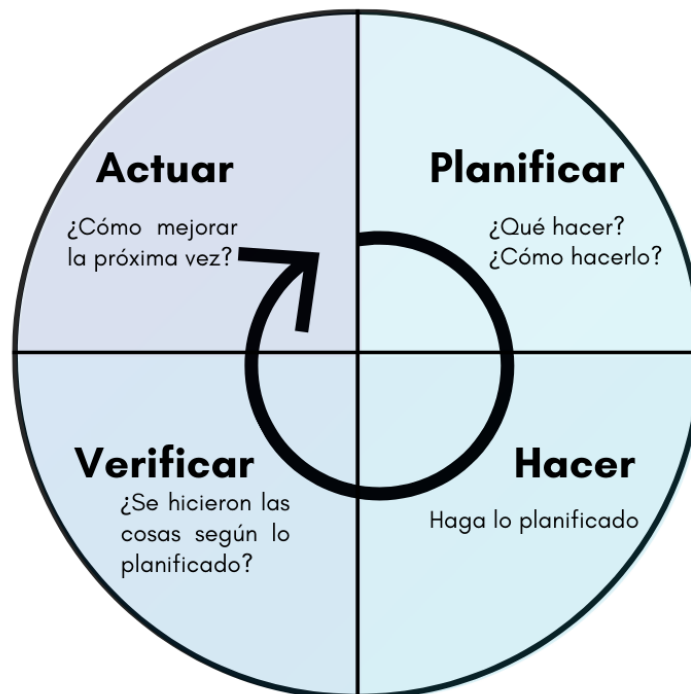 Actuar
¿Cómo mejorar
la próxima vez?
Planificar
¿Qué hacer?
¿Cómo hacerlo?
Verificar
¿Se hicieron las
cosas según lo
planificado?
Hacer
Haga lo planificado